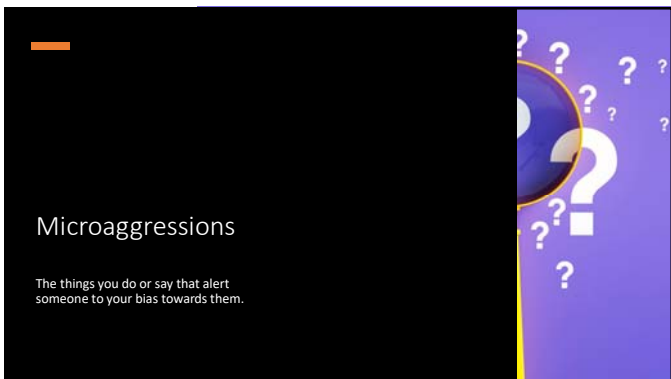 Microaggressions
The things you do or say that alert
someone to your bias towards them.